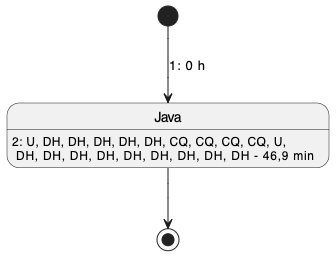 1: 0 h
Java
2: U, DH, DH, DH, DH, DH, CQ, CQ, CQ, CQ, U,
DH, DH, DH, DH, DH, DH, DH, DH, DH - 46,9 min